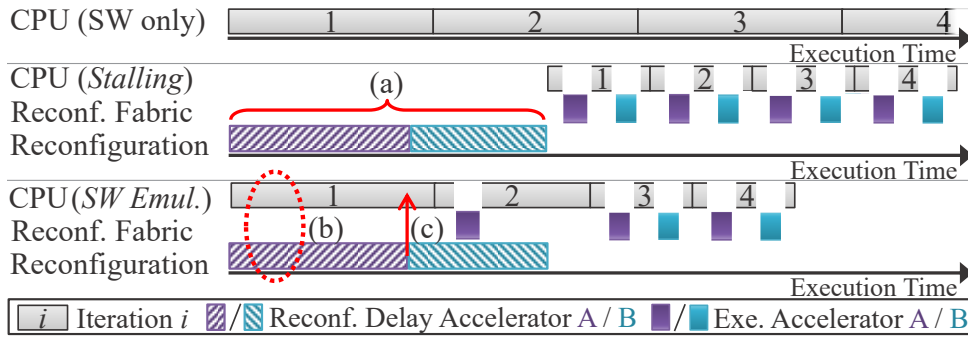 CPU (SW only) 1 2 3 4
Execution Time
CPU (Stalling) 1 2 3 4
Reconf. Fabric (a)
Reconfiguration
Execution Time
CPU (SW Emul.) 1 2 3 4
Reconf. Fabric (b) (c)
Reconfiguration
Execution Time
i Iteration i / Reconf. Delay Accelerator A / B / Exe. Accelerator A / B